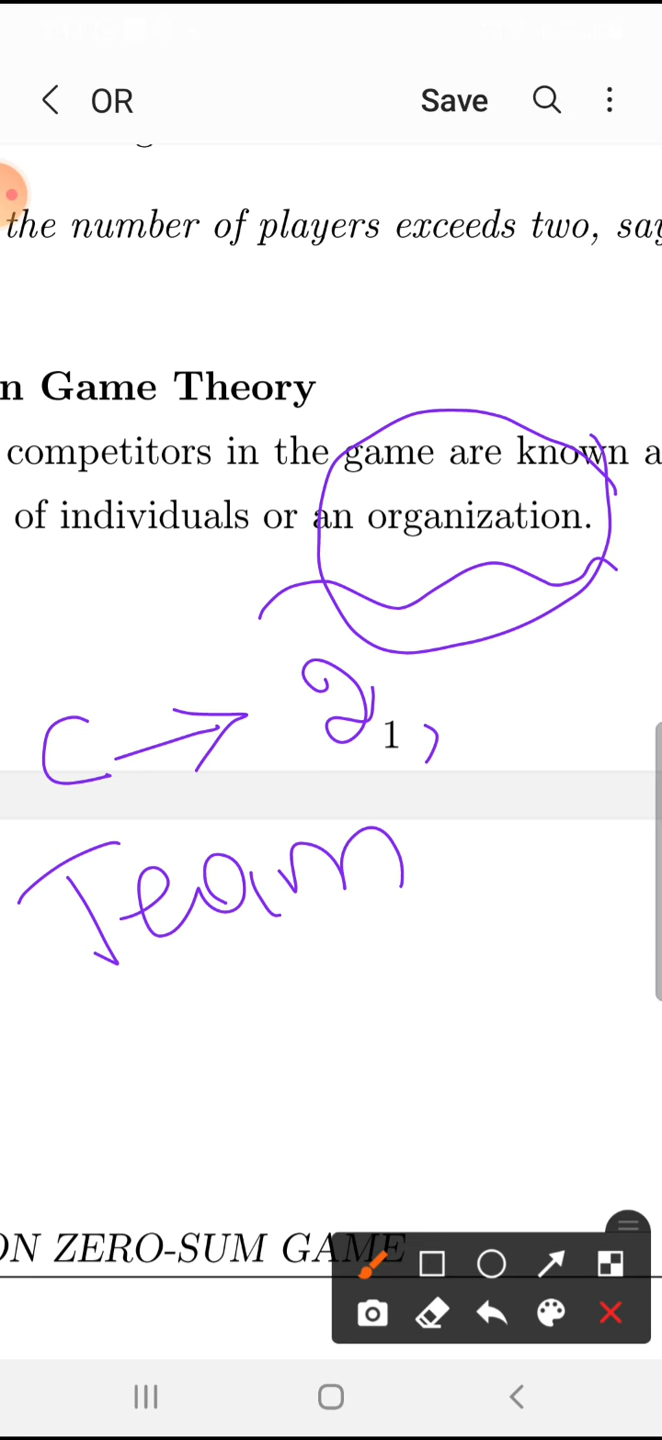 OR Save
the number of players exceeds two, say
n Game Theory
competitors in the game are known a
of individuals or an organization.
C → 2
1 ,
Team
ON ZERO-SUM GAME